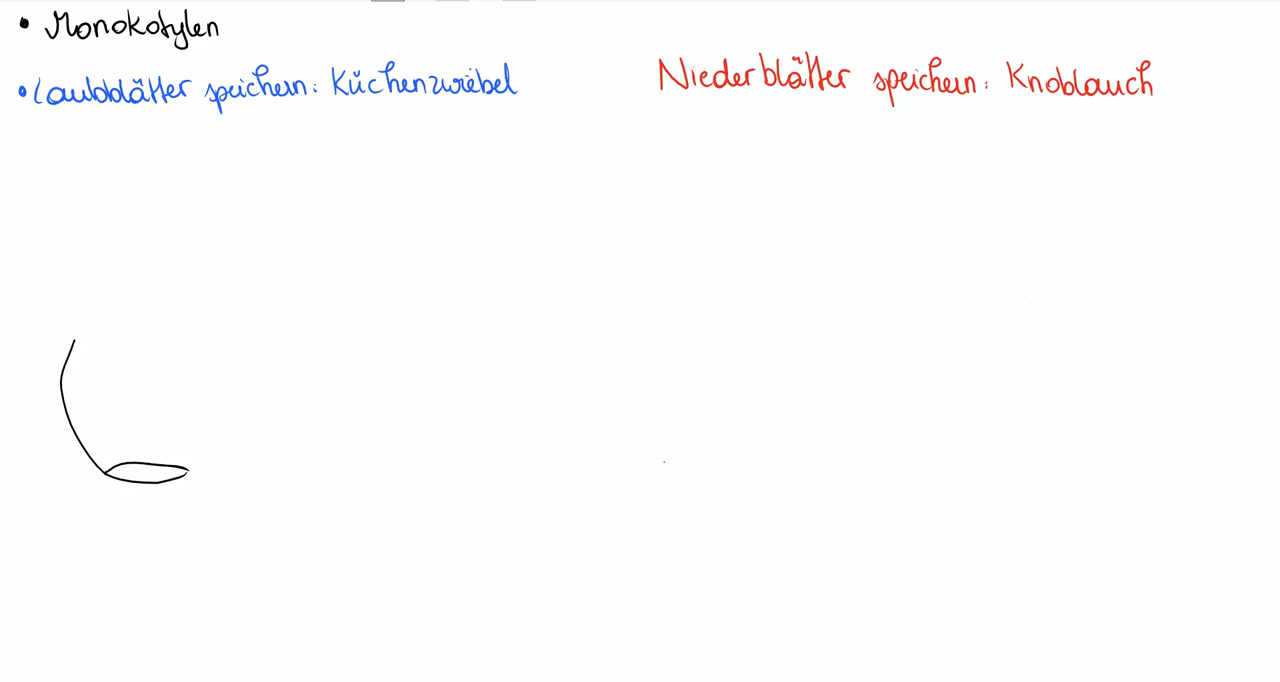 • Monokotylen
• Laubblätter speichern: Küchenzwiebel
Niederblätter speichern: Knoblauch